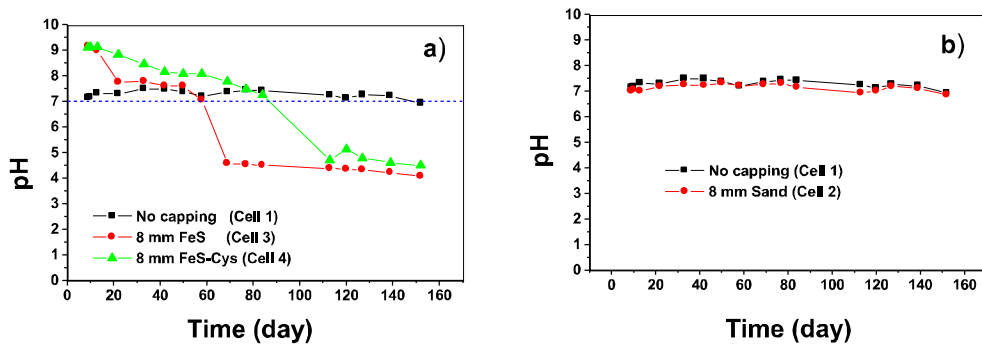 a)
10
9
8
7
6
5
4
3
2
1
0
pH
No capping (Cell 1)
8 mm FeS (Cell 3)
8 mm FeS-Cys (Cell 4)
0 20 40 60 80 100 120 140 160
Time (day)
b)
10
9
8
7
6
5
4
3
2
1
0
pH
No capping (Cell 1)
8 mm Sand (Cell 2)
0 20 40 60 80 100 120 140 160
Time (day)